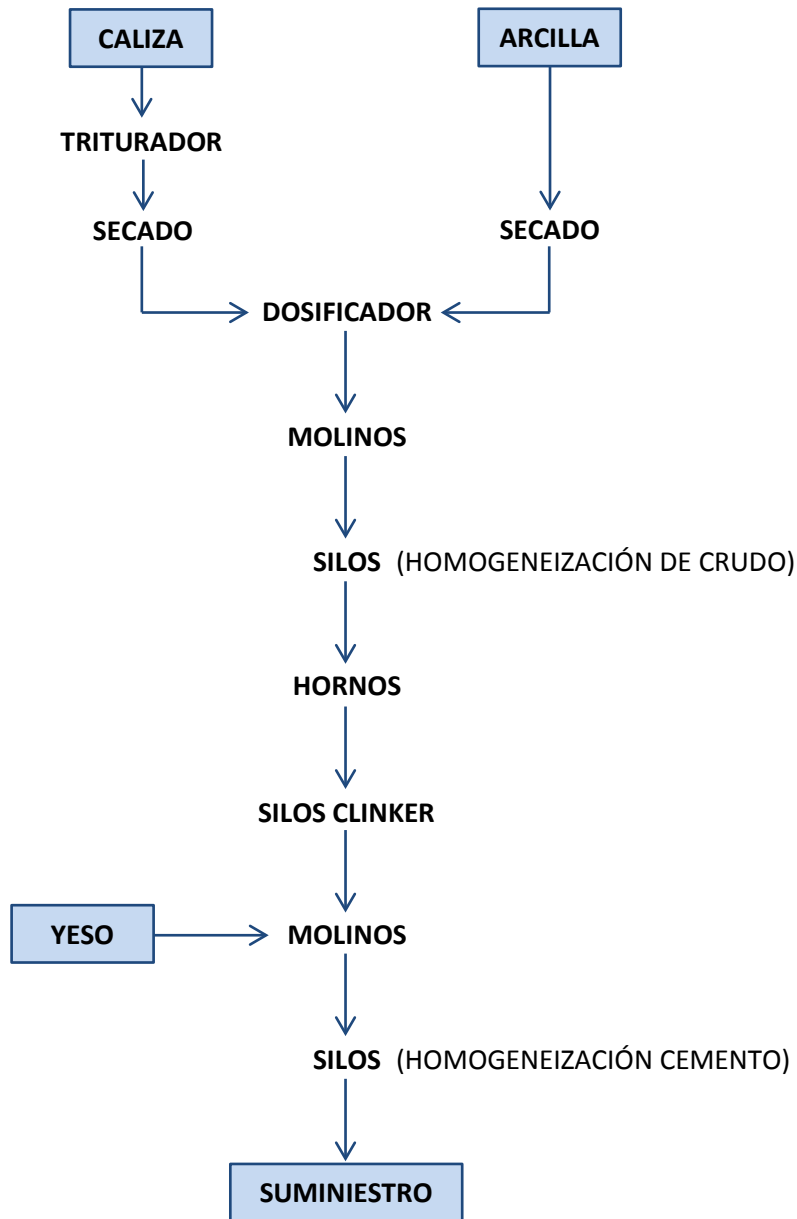 CALIZA
ARCILLA
TRITURADOR
SECADO
SECADO
DOSIFICADOR
MOLINOS
SILOS (HOMOGENEIZACIÓN DE CRUDO)
HORNOS
SILOS CLINKER
YESO
MOLINOS
SILOS (HOMOGENEIZACIÓN CEMENTO)
SUMINIESTRO